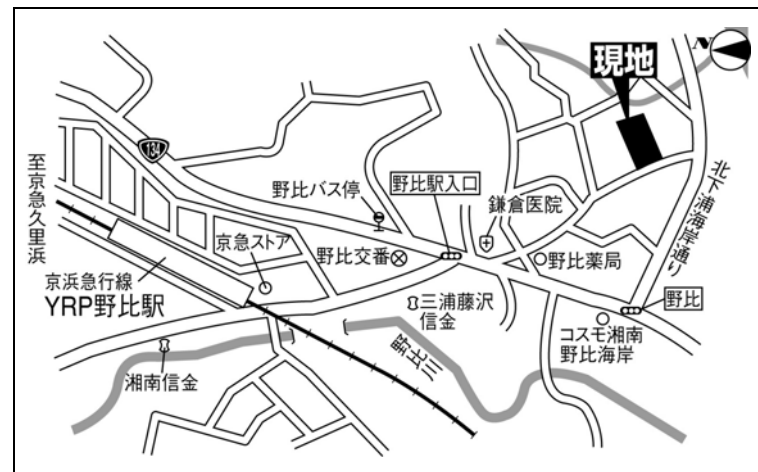 N
現地
134
至京急久里浜
野比バス停
野比駅入口
鎌倉医院
北下浦海岸通り
京急ストア
野比交番
野比薬局
京浜急行線
YRP野比駅
三浦藤沢
信金
野比
コスモ湘南
野比海岸
野比川
湘南信金